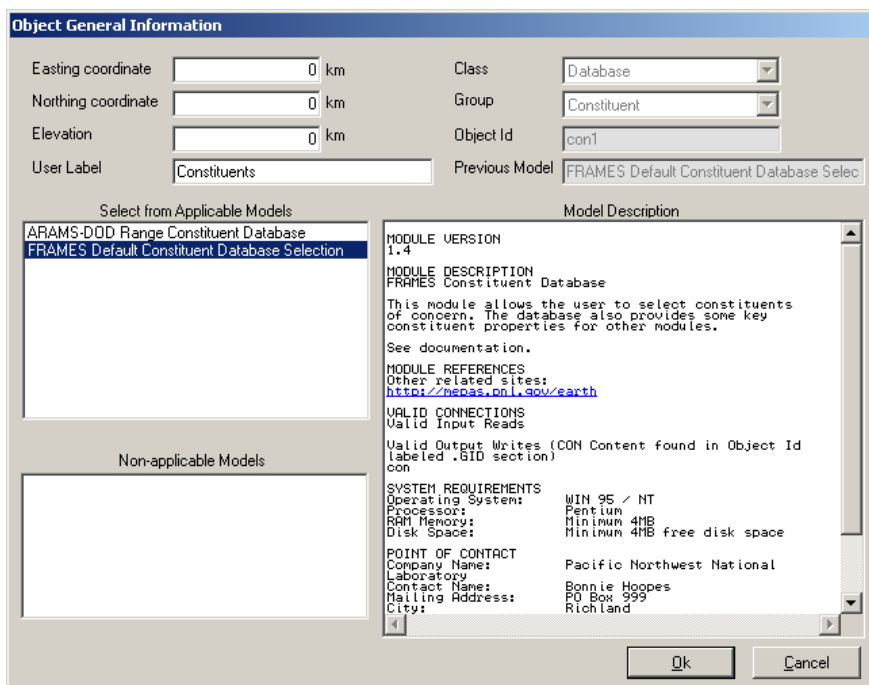 Object General Information
Easting coordinate 0 km
Class Database
Northing coordinate 0 km
Group Constituent
Elevation 0 km
Object Id con1
User Label Constituents
Previous Model FRAMES Default Constituent Database Selec
Select from Applicable Models
ARAMS-DOD Range Constituent Database
FRAMES Default Constituent Database Selection
Non-applicable Models
Model Description
MODULE VERSION
1.4
MODULE DESCRIPTION
FRAMES Constituent Database
This module allows the user to select constituents
of concern. The database also provides some key
constituent properties for other modules.
See documentation.
MODULE REFERENCES
Other related sites:
http://mepas.pnl.gov/earth
VALID CONNECTIONS
Valid Input Reads
Valid Output Writes (CON Content found in Object Id
labeled .GID section)
con
SYSTEM REQUIREMENTS
Operating System: WIN 95 / NT
Processor: Pentium
RAM Memory: Minimum 4MB
Disk Space: Minimum 4MB free disk space
POINT OF CONTACT
Company Name: Pacific Northwest National
Laboratory
Contact Name: Bonnie Hoopes
Mailing Address: PO Box 999
City: Richland
Ok
Cancel